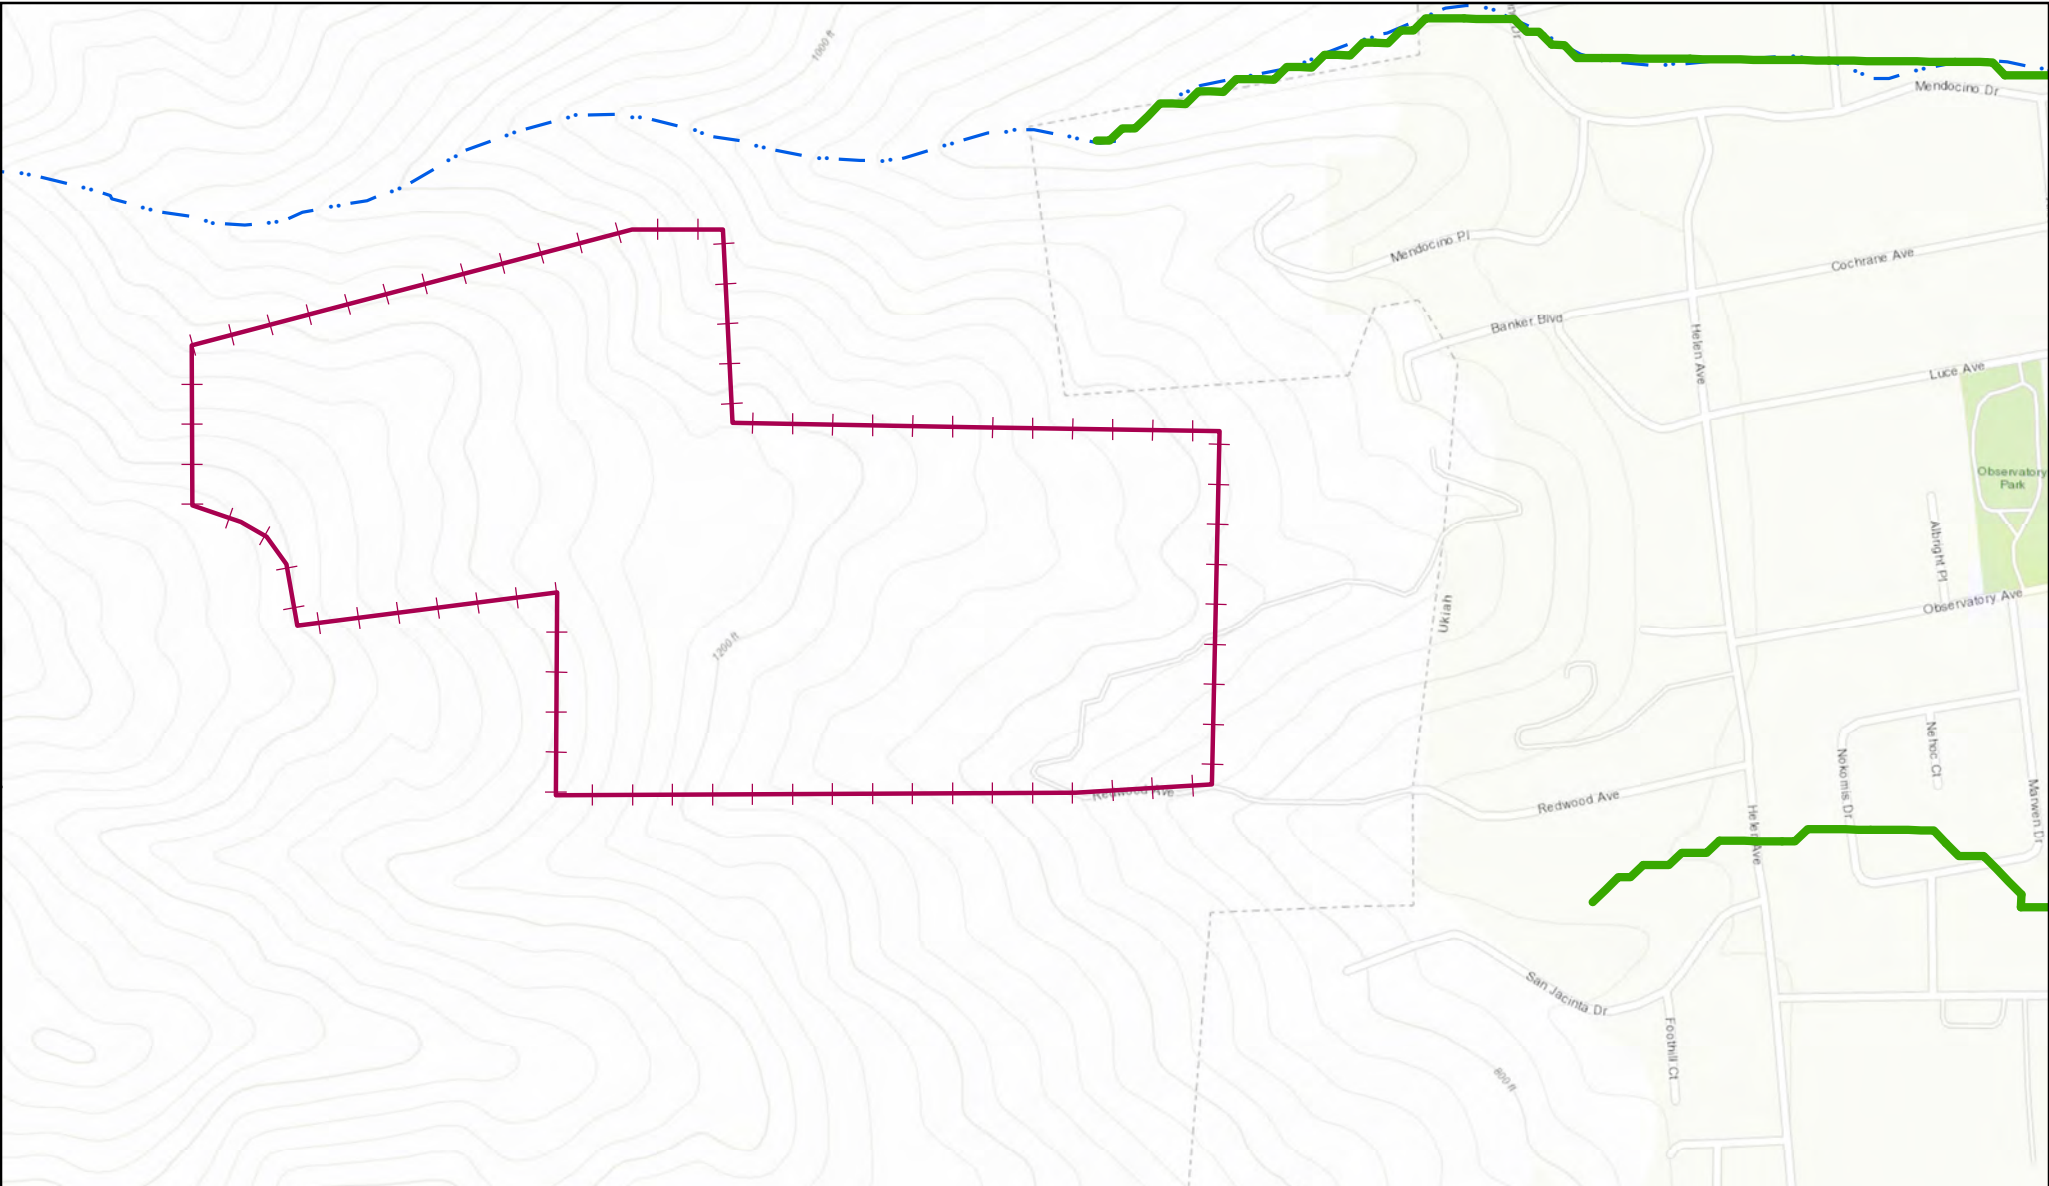 1000 ft
Mendocino Dr
Mendocino Pl
Cochrane Ave
Banker Blvd
Helen Ave
Luce Ave
Observatory
Park
Albright Pl
Observatory Ave
Ukiah
1200 ft
Nehoc Ct
Nokomis Dr
Marwen Dr
Redwood Ave
Redwood Ave
Helen Ave
San Jacinta Dr
Foothill Ct
800 ft